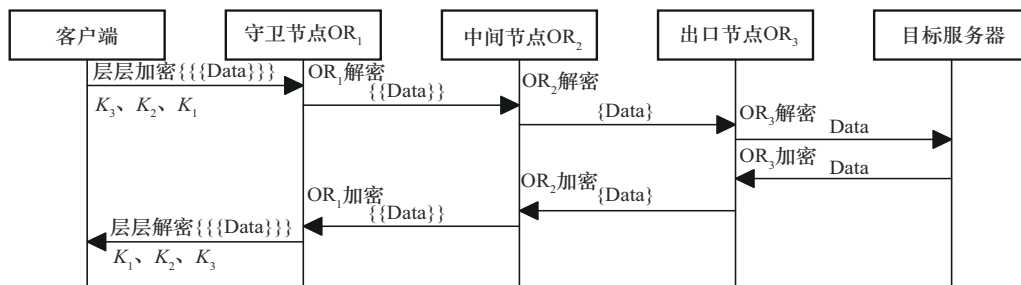 客户端
守卫节点OR₁
中间节点OR₂
出口节点OR₃
目标服务器
层层加密{{{Data}}}
K₃、K₂、K₁
OR₁解密
{{Data}}
OR₂解密
{Data}
OR₃解密
Data
OR₃加密
Data
OR₂加密
{Data}
OR₁加密
{{Data}}
层层解密{{{Data}}}
K₁、K₂、K₃